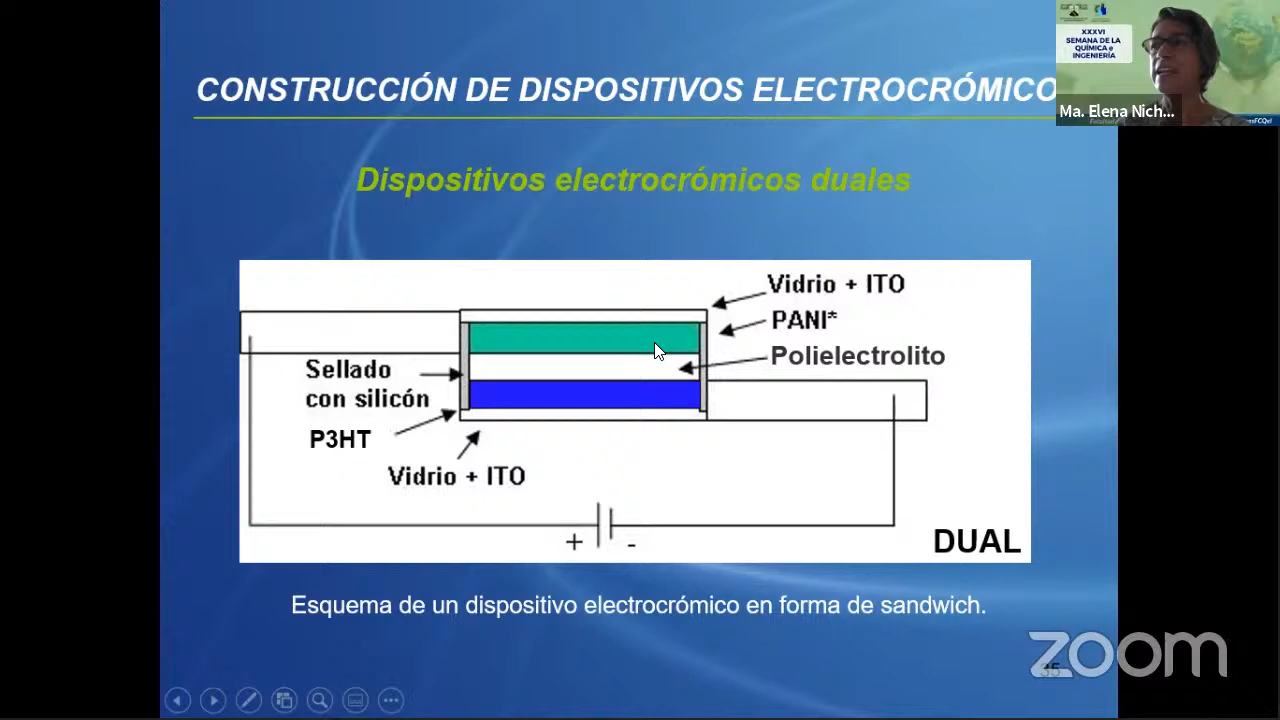 XXXVI
SEMANA DE LA
QUÍMICA e
INGENIERÍA
Ma. Elena Nich...
CONSTRUCCIÓN DE DISPOSITIVOS ELECTROCRÓMICO
Dispositivos electrocrómicos duales
Vidrio + ITO
PANI*
Polielectrolito
Sellado
con silicón
P3HT
Vidrio + ITO
+ -
DUAL
Esquema de un dispositivo electrocrómico en forma de sandwich.
zoom
35